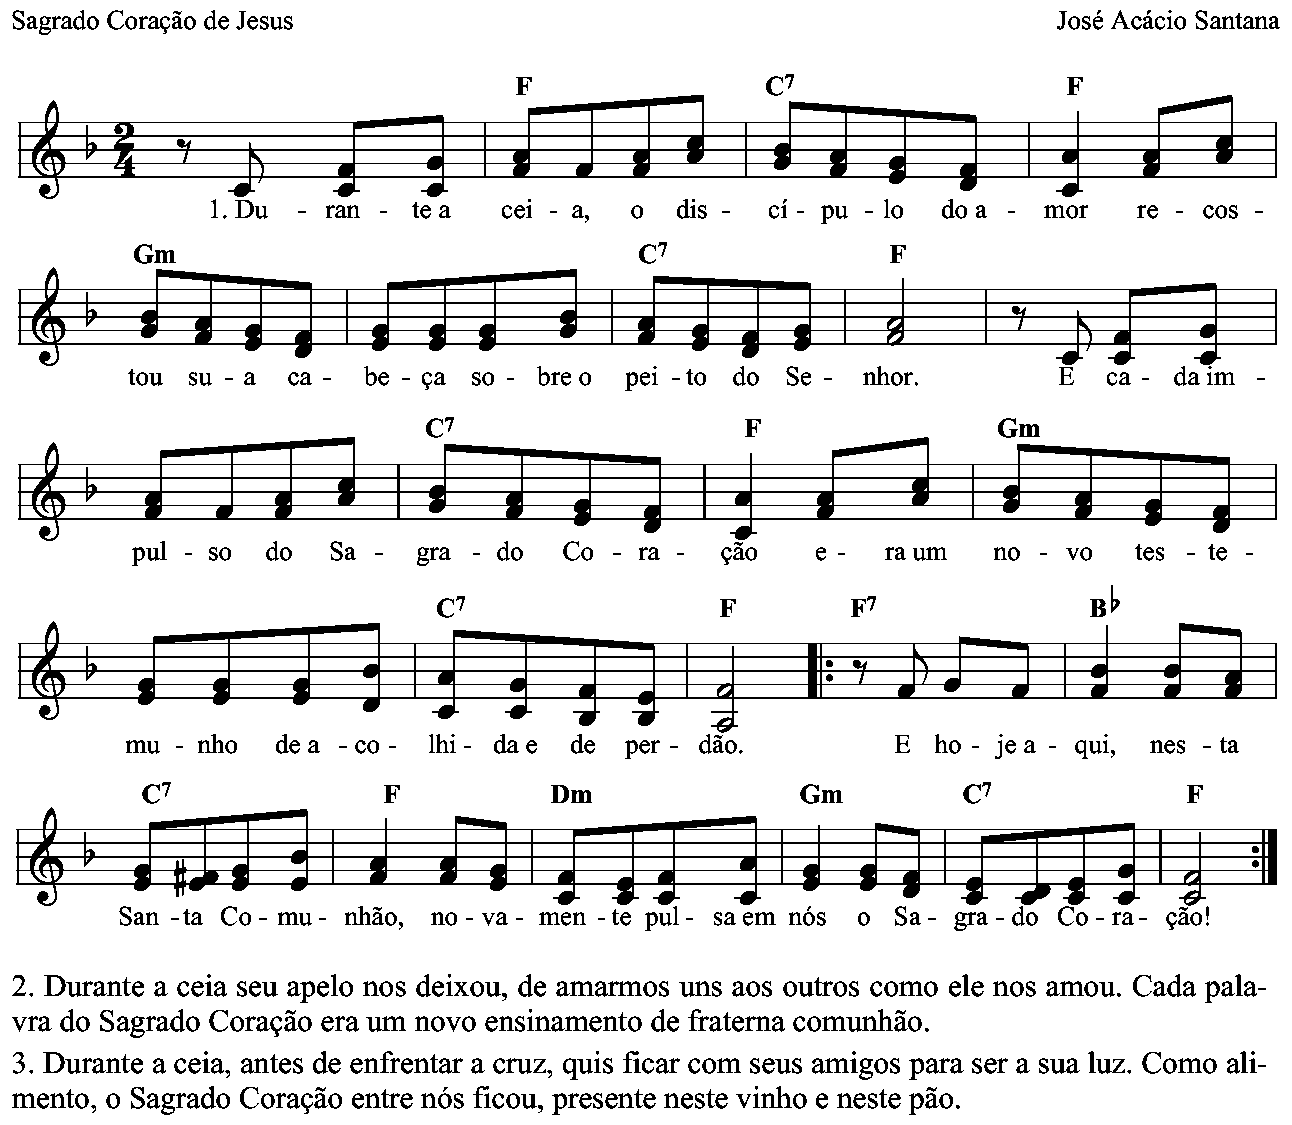 Sagrado Coração de Jesus José Acácio Santana
F C7 F
2 4
1. Du - ran - te a cei - a, o dis - cí - pu - lo do a - mor re - cos -
Gm C7 F
tou su - a ca - be - ça so - bre o pei - to do Se - nhor. E ca - da im -
C7 F Gm
pul - so do Sa - gra - do Co - ra - ção e - ra um no - vo tes - te -
C7 F F7 B♭
mu - nho de a - co - lhi - da e de per - dão. E ho - je a - qui, nes - ta
C7 F Dm Gm C7 F
San - ta Co - mu - nhão, no - va - men - te pul - sa em nós o Sa - gra - do Co - ra - ção!
2. Durante a ceia seu apelo nos deixou, de amarmos uns aos outros como ele nos amou. Cada pala-
vra do Sagrado Coração era um novo ensinamento de fraterna comunhão.
3. Durante a ceia, antes de enfrentar a cruz, quis ficar com seus amigos para ser a sua luz. Como ali-
mento, o Sagrado Coração entre nós ficou, presente neste vinho e neste pão.